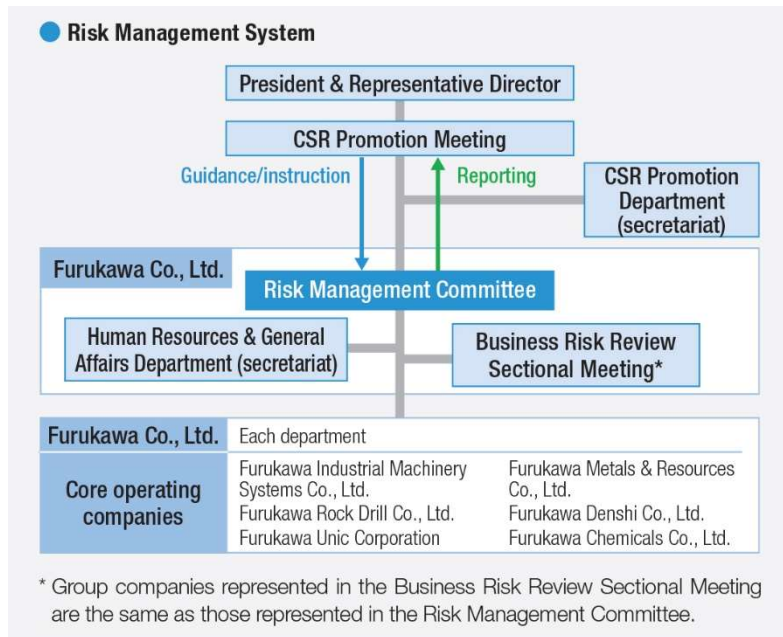 Risk Management System
President & Representative Director
CSR Promotion Meeting
Guidance/instruction
Reporting
CSR Promotion
Department
(secretariat)
Furukawa Co., Ltd.
Risk Management Committee
Human Resources & General
Affairs Department (secretariat)
Business Risk Review
Sectional Meeting*
Furukawa Co., Ltd.
Each department
Core operating
companies
Furukawa Industrial Machinery
Systems Co., Ltd.
Furukawa Rock Drill Co., Ltd.
Furukawa Unic Corporation
Furukawa Metals & Resources
Co., Ltd.
Furukawa Denshi Co., Ltd.
Furukawa Chemicals Co., Ltd.
* Group companies represented in the Business Risk Review Sectional Meeting
are the same as those represented in the Risk Management Committee.